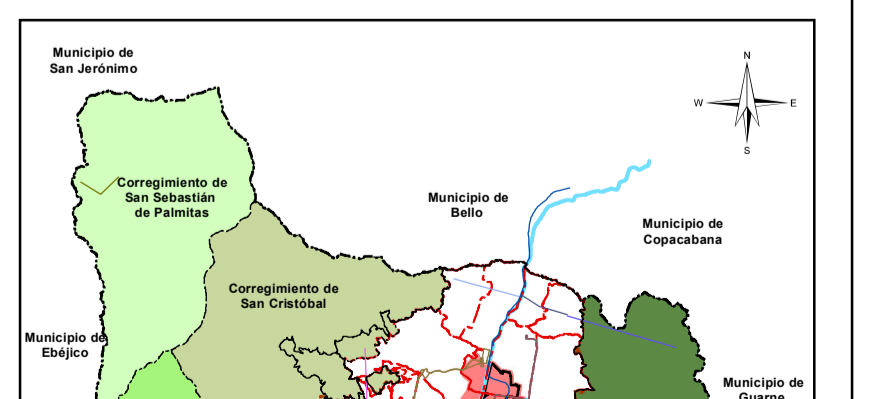 Municipio de
San Jerónimo
N
W
E
S
Corregimiento de
San Sebastián
de Palmitas
Municipio de
Bello
Municipio de
Copacabana
Corregimiento de
San Cristóbal
Municipio de
Ebéjico
Municipio de
Guarne